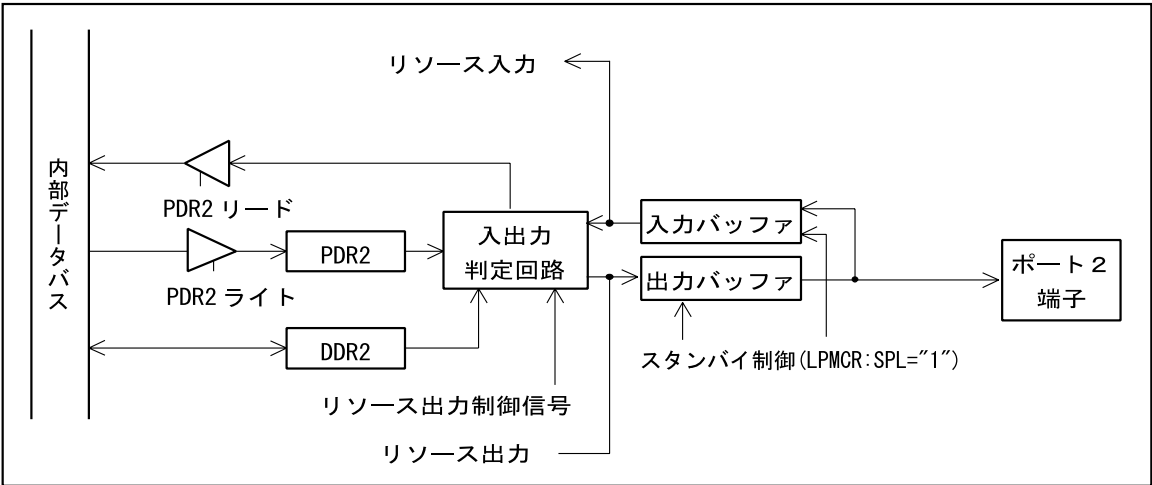 リソース入力
内部データバス
PDR2 リード
入力バッファ
入出力
判定回路
PDR2
ポート2
端子
出力バッファ
PDR2 ライト
DDR2
スタンバイ制御(LPMCR:SPL="1")
リソース出力制御信号
リソース出力